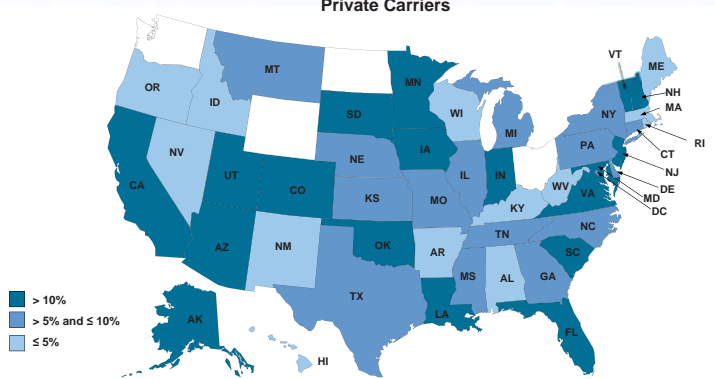 Private Carriers
VT
ME
MT
MN
NH
OR
ID
WI
MA
SD
NY
MI
RI
IA
PA
CT
NV
NE
NJ
UT
IL
IN
CA
CO
DE
WV
VA
MD
KS
MO
KY
DC
NC
TN
AZ
NM
OK
AR
SC
MS
AL
GA
TX
> 10%
LA
AK
> 5% and ≤ 10%
FL
≤ 5%
HI